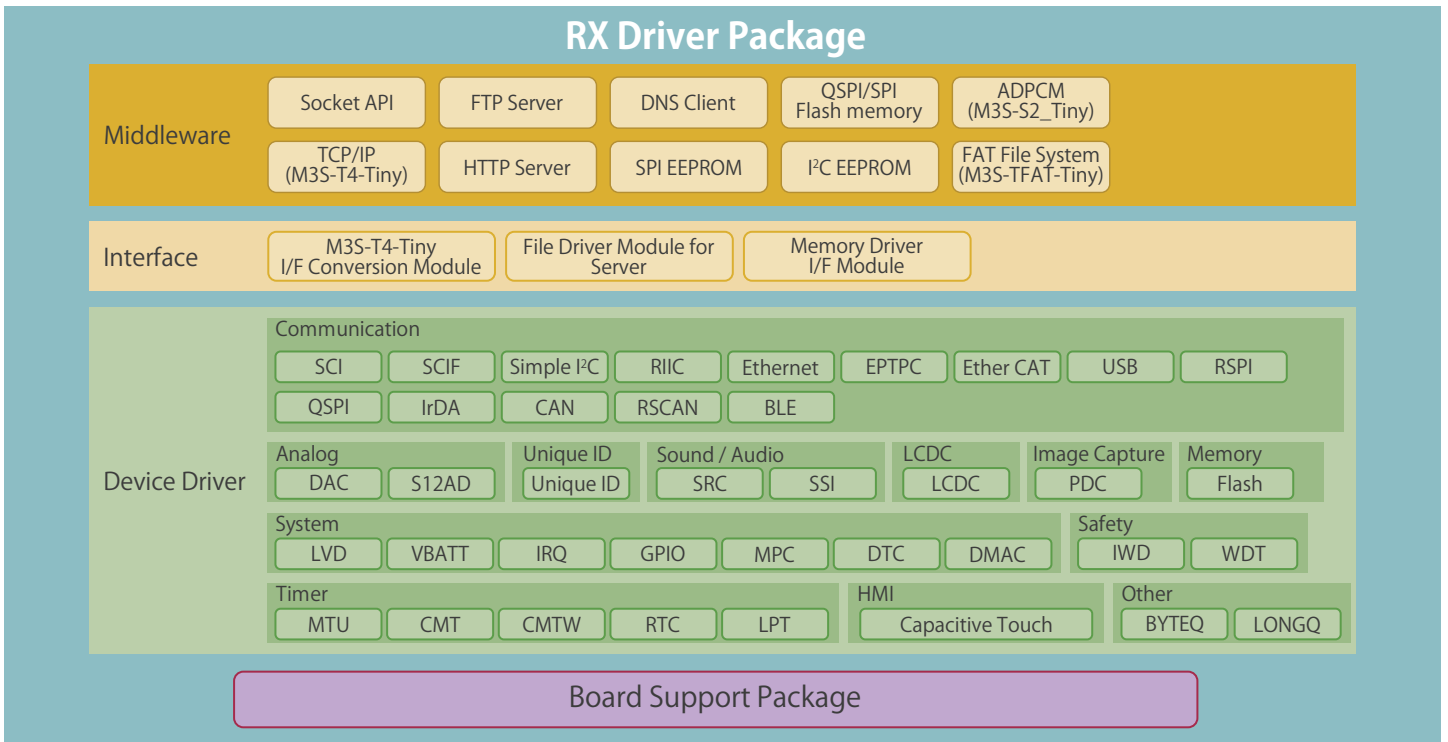 RX Driver Package
Middleware
Socket API
FTP Server
DNS Client
QSPI/SPI
Flash memory
ADPCM
(M3S-S2_Tiny)
TCP/IP
(M3S-T4-Tiny)
HTTP Server
SPI EEPROM
I²C EEPROM
FAT File System
(M3S-TFAT-Tiny)
Interface
M3S-T4-Tiny
I/F Conversion Module
File Driver Module for
Server
Memory Driver
I/F Module
Device Driver
Communication
SCI
SCIF
Simple I²C
RIIC
Ethernet
EPTPC
Ether CAT
USB
RSPI
QSPI
IrDA
CAN
RSCAN
BLE
Analog
DAC
S12AD
Unique ID
Unique ID
Sound / Audio
SRC
SSI
LCDC
LCDC
Image Capture
PDC
Memory
Flash
System
LVD
VBATT
IRQ
GPIO
MPC
DTC
DMAC
Safety
IWD
WDT
Timer
MTU
CMT
CMTW
RTC
LPT
HMI
Capacitive Touch
Other
BYTEQ
LONGQ
Board Support Package